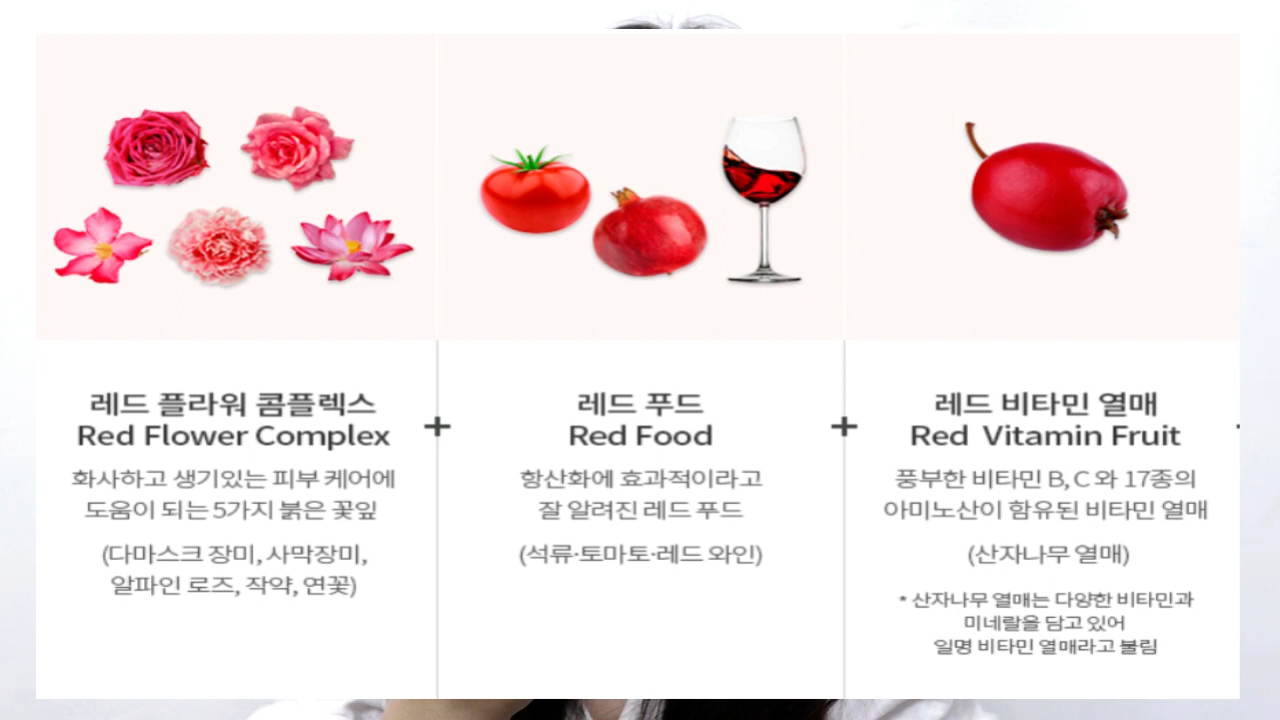 레드 플라워 콤플렉스
Red Flower Complex
화사하고 생기있는 피부 케어에
도움이 되는 5가지 붉은 꽃잎
(다마스크 장미, 사막장미,
알파인 로즈, 작약, 연꽃)
+
레드 푸드
Red Food
항산화에 효과적이라고
잘 알려진 레드 푸드
(석류·토마토·레드 와인)
+
레드 비타민 열매
Red Vitamin Fruit
풍부한 비타민 B, C 와 17종의
아미노산이 함유된 비타민 열매
(산자나무 열매)
* 산자나무 열매는 다양한 비타민과
미네랄을 담고 있어
일명 비타민 열매라고 불림